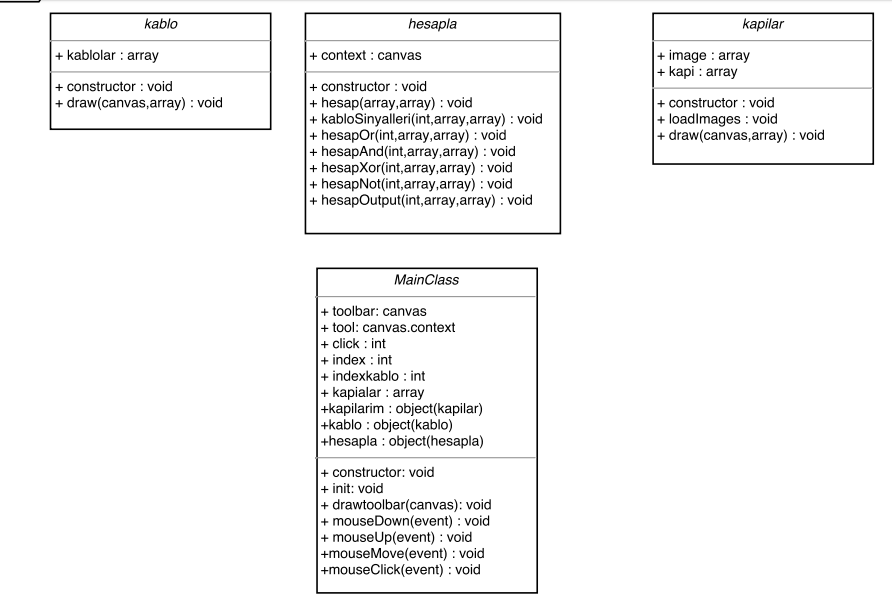 kablo
+ kablolar : array
+ constructor : void
+ draw(canvas,array) : void
hesapla
+ context : canvas
+ constructor : void
+ hesap(array,array) : void
+ kabloSinyalleri(int,array,array) : void
+ hesapOr(int,array,array) : void
+ hesapAnd(int,array,array) : void
+ hesapXor(int,array,array) : void
+ hesapNot(int,array,array) : void
+ hesapOutput(int,array,array) : void
kapilar
+ image : array
+ kapi : array
+ constructor : void
+ loadImages : void
+ draw(canvas,array) : void
MainClass
+ toolbar: canvas
+ tool: canvas.context
+ click : int
+ index : int
+ indexkablo : int
+ kapialar : array
+kapilarim : object(kapilar)
+kablo : object(kablo)
+hesapla : object(hesapla)
+ constructor: void
+ init: void
+ drawtoolbar(canvas): void
+ mouseDown(event) : void
+ mouseUp(event) : void
+mouseMove(event) : void
+mouseClick(event) : void